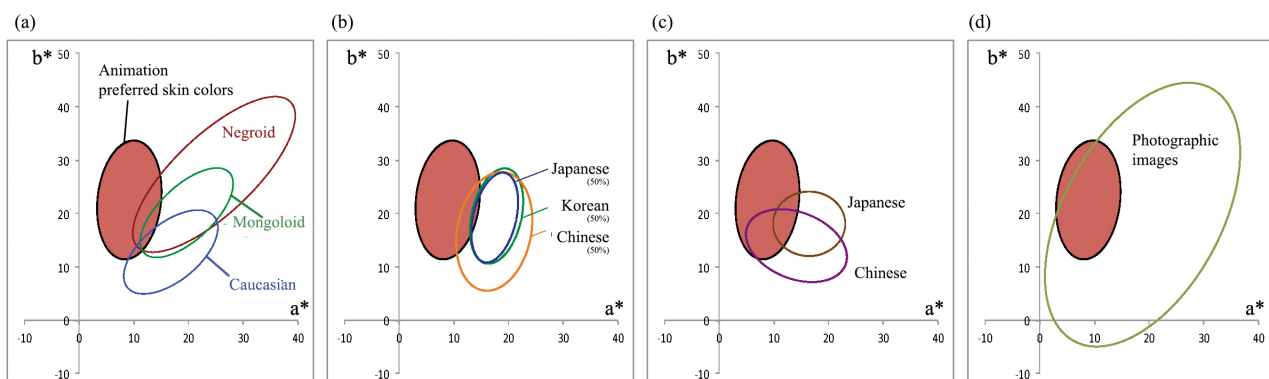 (a)
(b)
(c)
(d)
b*
50
40
30
20
10
0
-10
-10
0
10
20
30
40
a*
Animation
preferred skin colors
Negroid
Mongoloid
Caucasian
b*
50
40
30
20
10
0
-10
-10
0
10
20
30
40
a*
Japanese
(50%)
Korean
(50%)
Chinese
(50%)
b*
50
40
30
20
10
0
-10
-10
0
10
20
30
40
a*
Japanese
Chinese
b*
50
40
30
20
10
0
-10
-10
0
10
20
30
40
a*
Photographic
images